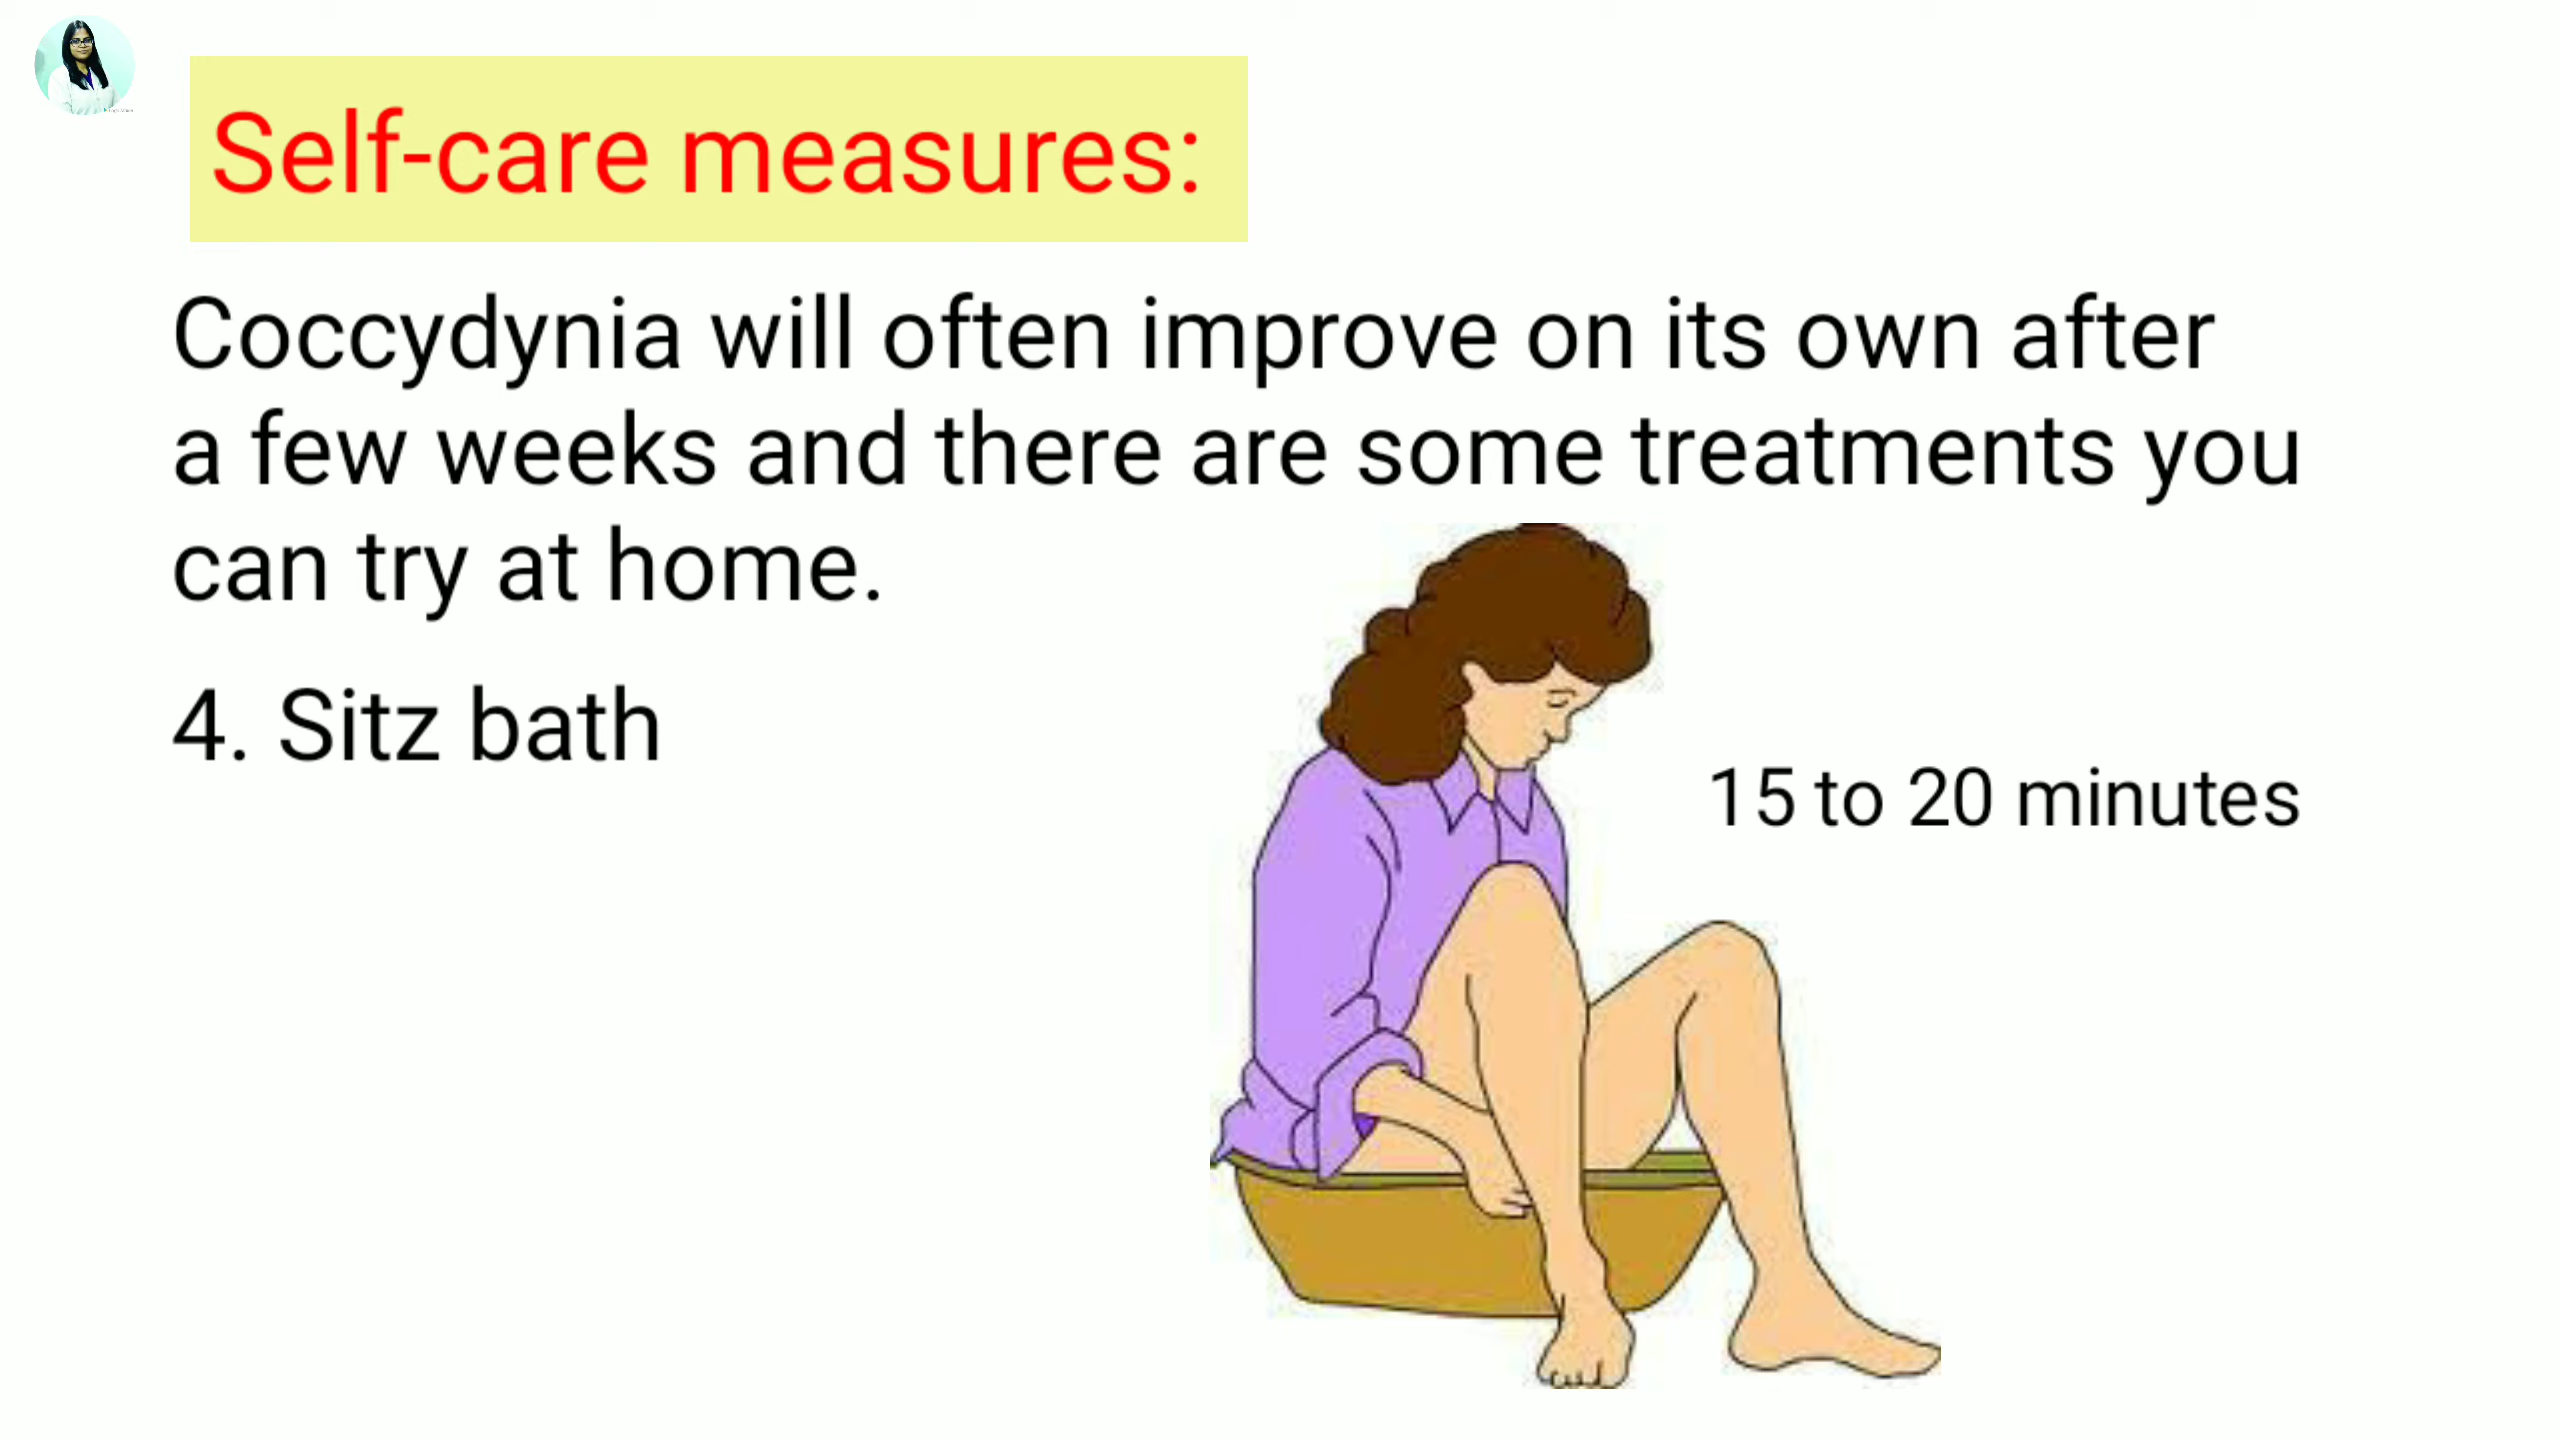 Self-care measures:
Coccydynia will often improve on its own after
a few weeks and there are some treatments you
can try at home.
4. Sitz bath
15 to 20 minutes